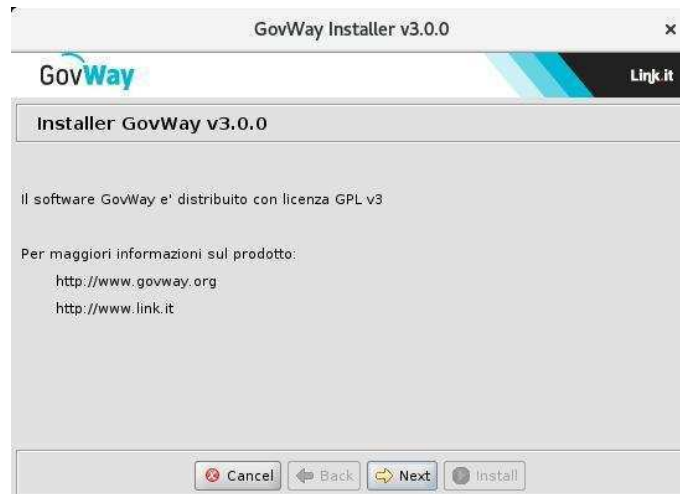 GovWay Installer v3.0.0 ×
GovWay Link.it
Installer GovWay v3.0.0
Il software GovWay e' distribuito con licenza GPL v3
Per maggiori informazioni sul prodotto:
http://www.govway.org
http://www.link.it
Cancel Back Next Install